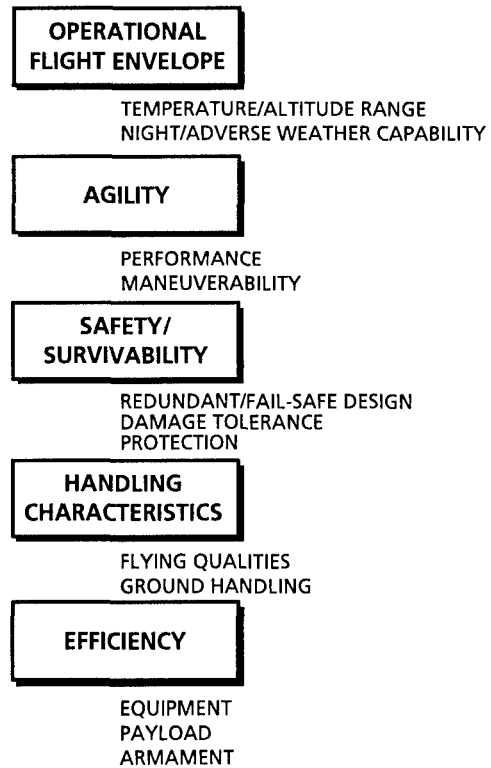 OPERATIONAL
FLIGHT ENVELOPE
TEMPERATURE/ALTITUDE RANGE
NIGHT/ADVERSE WEATHER CAPABILITY
AGILITY
PERFORMANCE
MANEUVERABILITY
SAFETY/
SURVIVABILITY
REDUNDANT/FAIL-SAFE DESIGN
DAMAGE TOLERANCE
PROTECTION
HANDLING
CHARACTERISTICS
FLYING QUALITIES
GROUND HANDLING
EFFICIENCY
EQUIPMENT
PAYLOAD
ARMAMENT